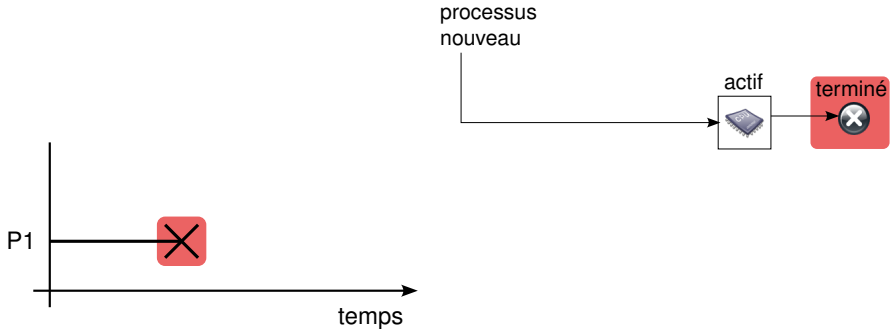 processus
nouveau
actif
terminé
P1
temps